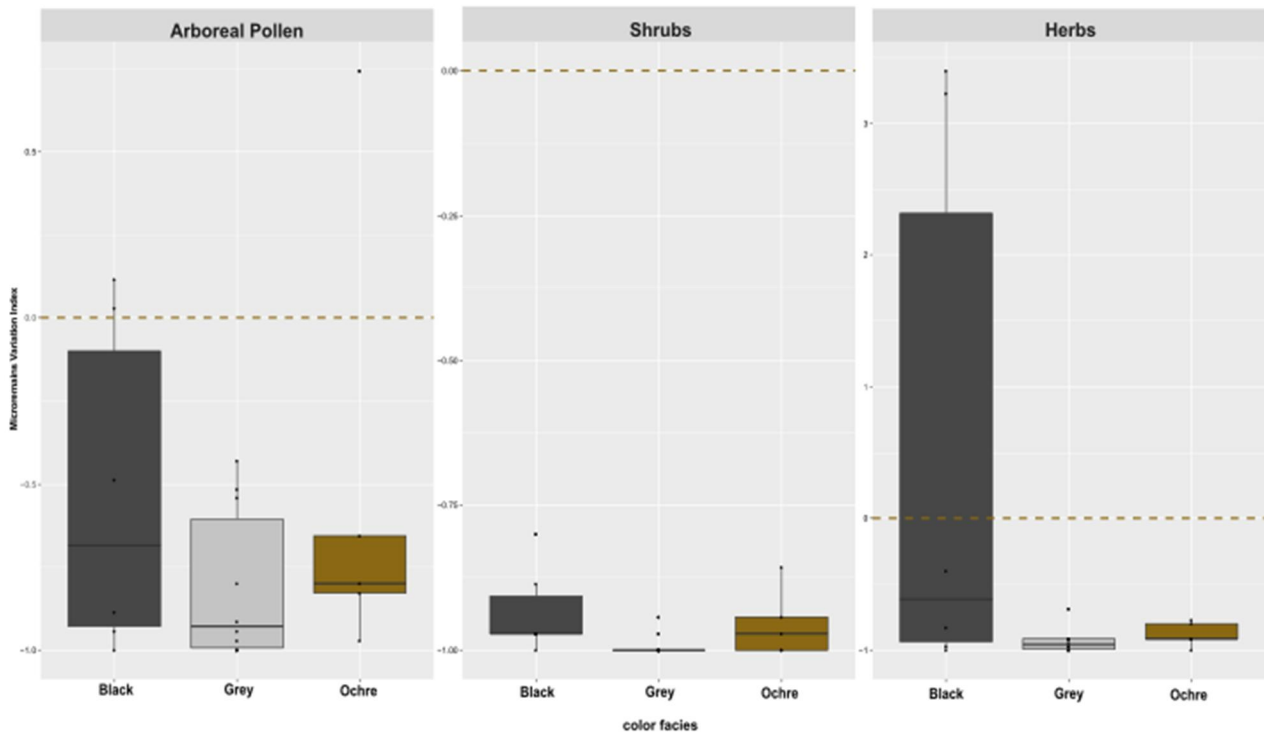 Arboreal Pollen
Shrubs
Herbs
Microremains Variation Index
0.5
0.0
-0.5
-1.0
0.00
-0.25
-0.50
-0.75
-1.00
3
2
1
0
-1
Black
Grey
Ochre
Black
Grey
Ochre
Black
Grey
Ochre
color facies